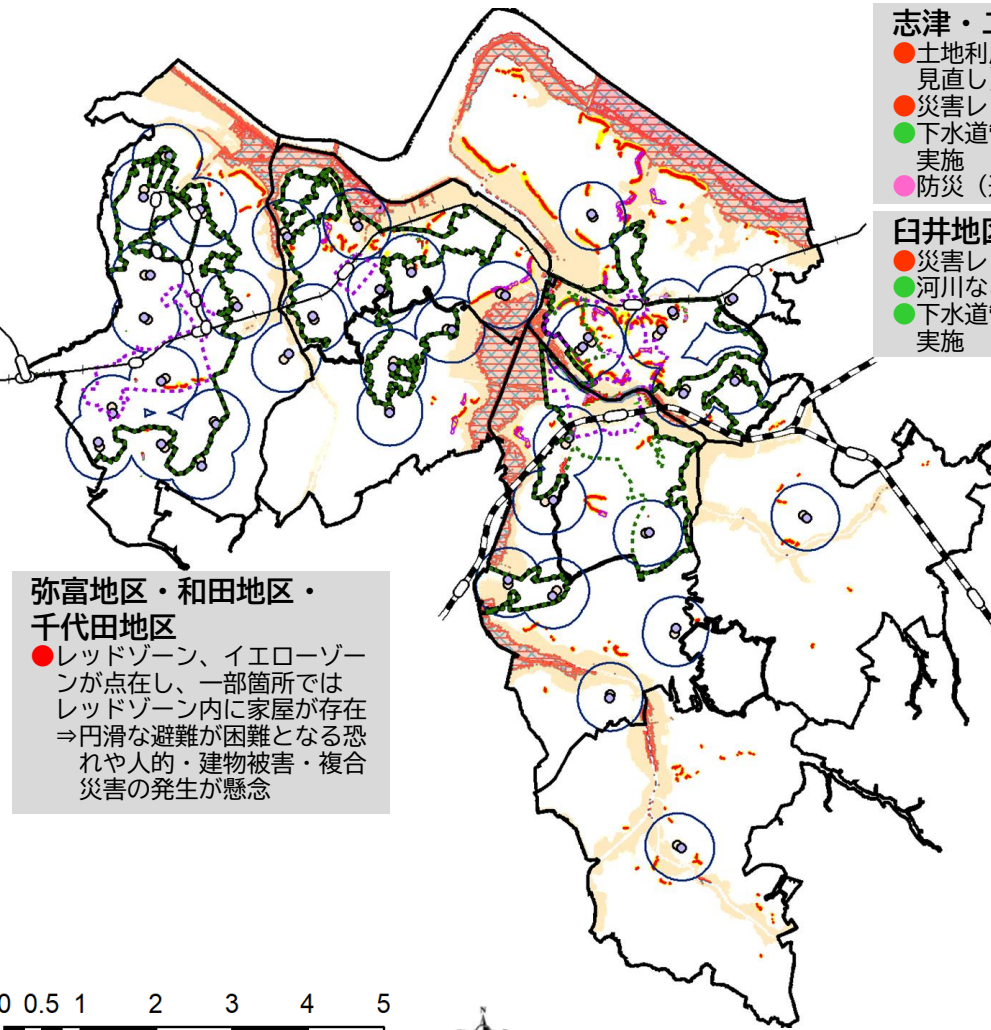 志津・
●土地利
見直し
●災害レ
●下水道
実施
●防災（
臼井地区
●災害レ
●河川な
●下水道
実施
弥富地区・和田地区・
千代田地区
●レッドゾーン、イエローゾー
ンが点在し、一部箇所では
レッドゾーン内に家屋が存在
⇒円滑な避難が困難となる恐
れや人的・建物被害・複合
災害の発生が懸念
0 0.5 1 2 3 4 5
N